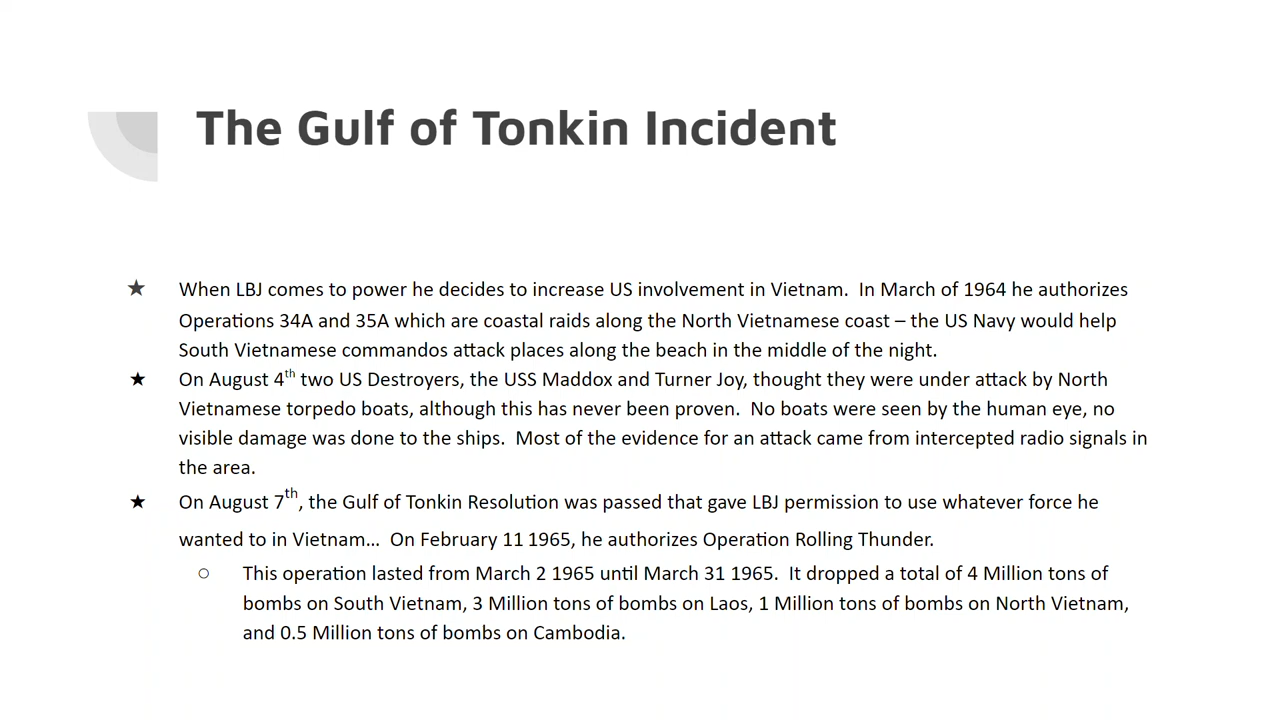 The Gulf of Tonkin Incident
★ When LBJ comes to power he decides to increase US involvement in Vietnam.  In March of 1964 he authorizes
Operations 34A and 35A which are coastal raids along the North Vietnamese coast – the US Navy would help
South Vietnamese commandos attack places along the beach in the middle of the night.
★ On August 4th two US Destroyers, the USS Maddox and Turner Joy, thought they were under attack by North
Vietnamese torpedo boats, although this has never been proven.  No boats were seen by the human eye, no
visible damage was done to the ships.  Most of the evidence for an attack came from intercepted radio signals in
the area.
★ On August 7th, the Gulf of Tonkin Resolution was passed that gave LBJ permission to use whatever force he
wanted to in Vietnam…  On February 11 1965, he authorizes Operation Rolling Thunder.
○ This operation lasted from March 2 1965 until March 31 1965.  It dropped a total of 4 Million tons of
bombs on South Vietnam, 3 Million tons of bombs on Laos, 1 Million tons of bombs on North Vietnam,
and 0.5 Million tons of bombs on Cambodia.